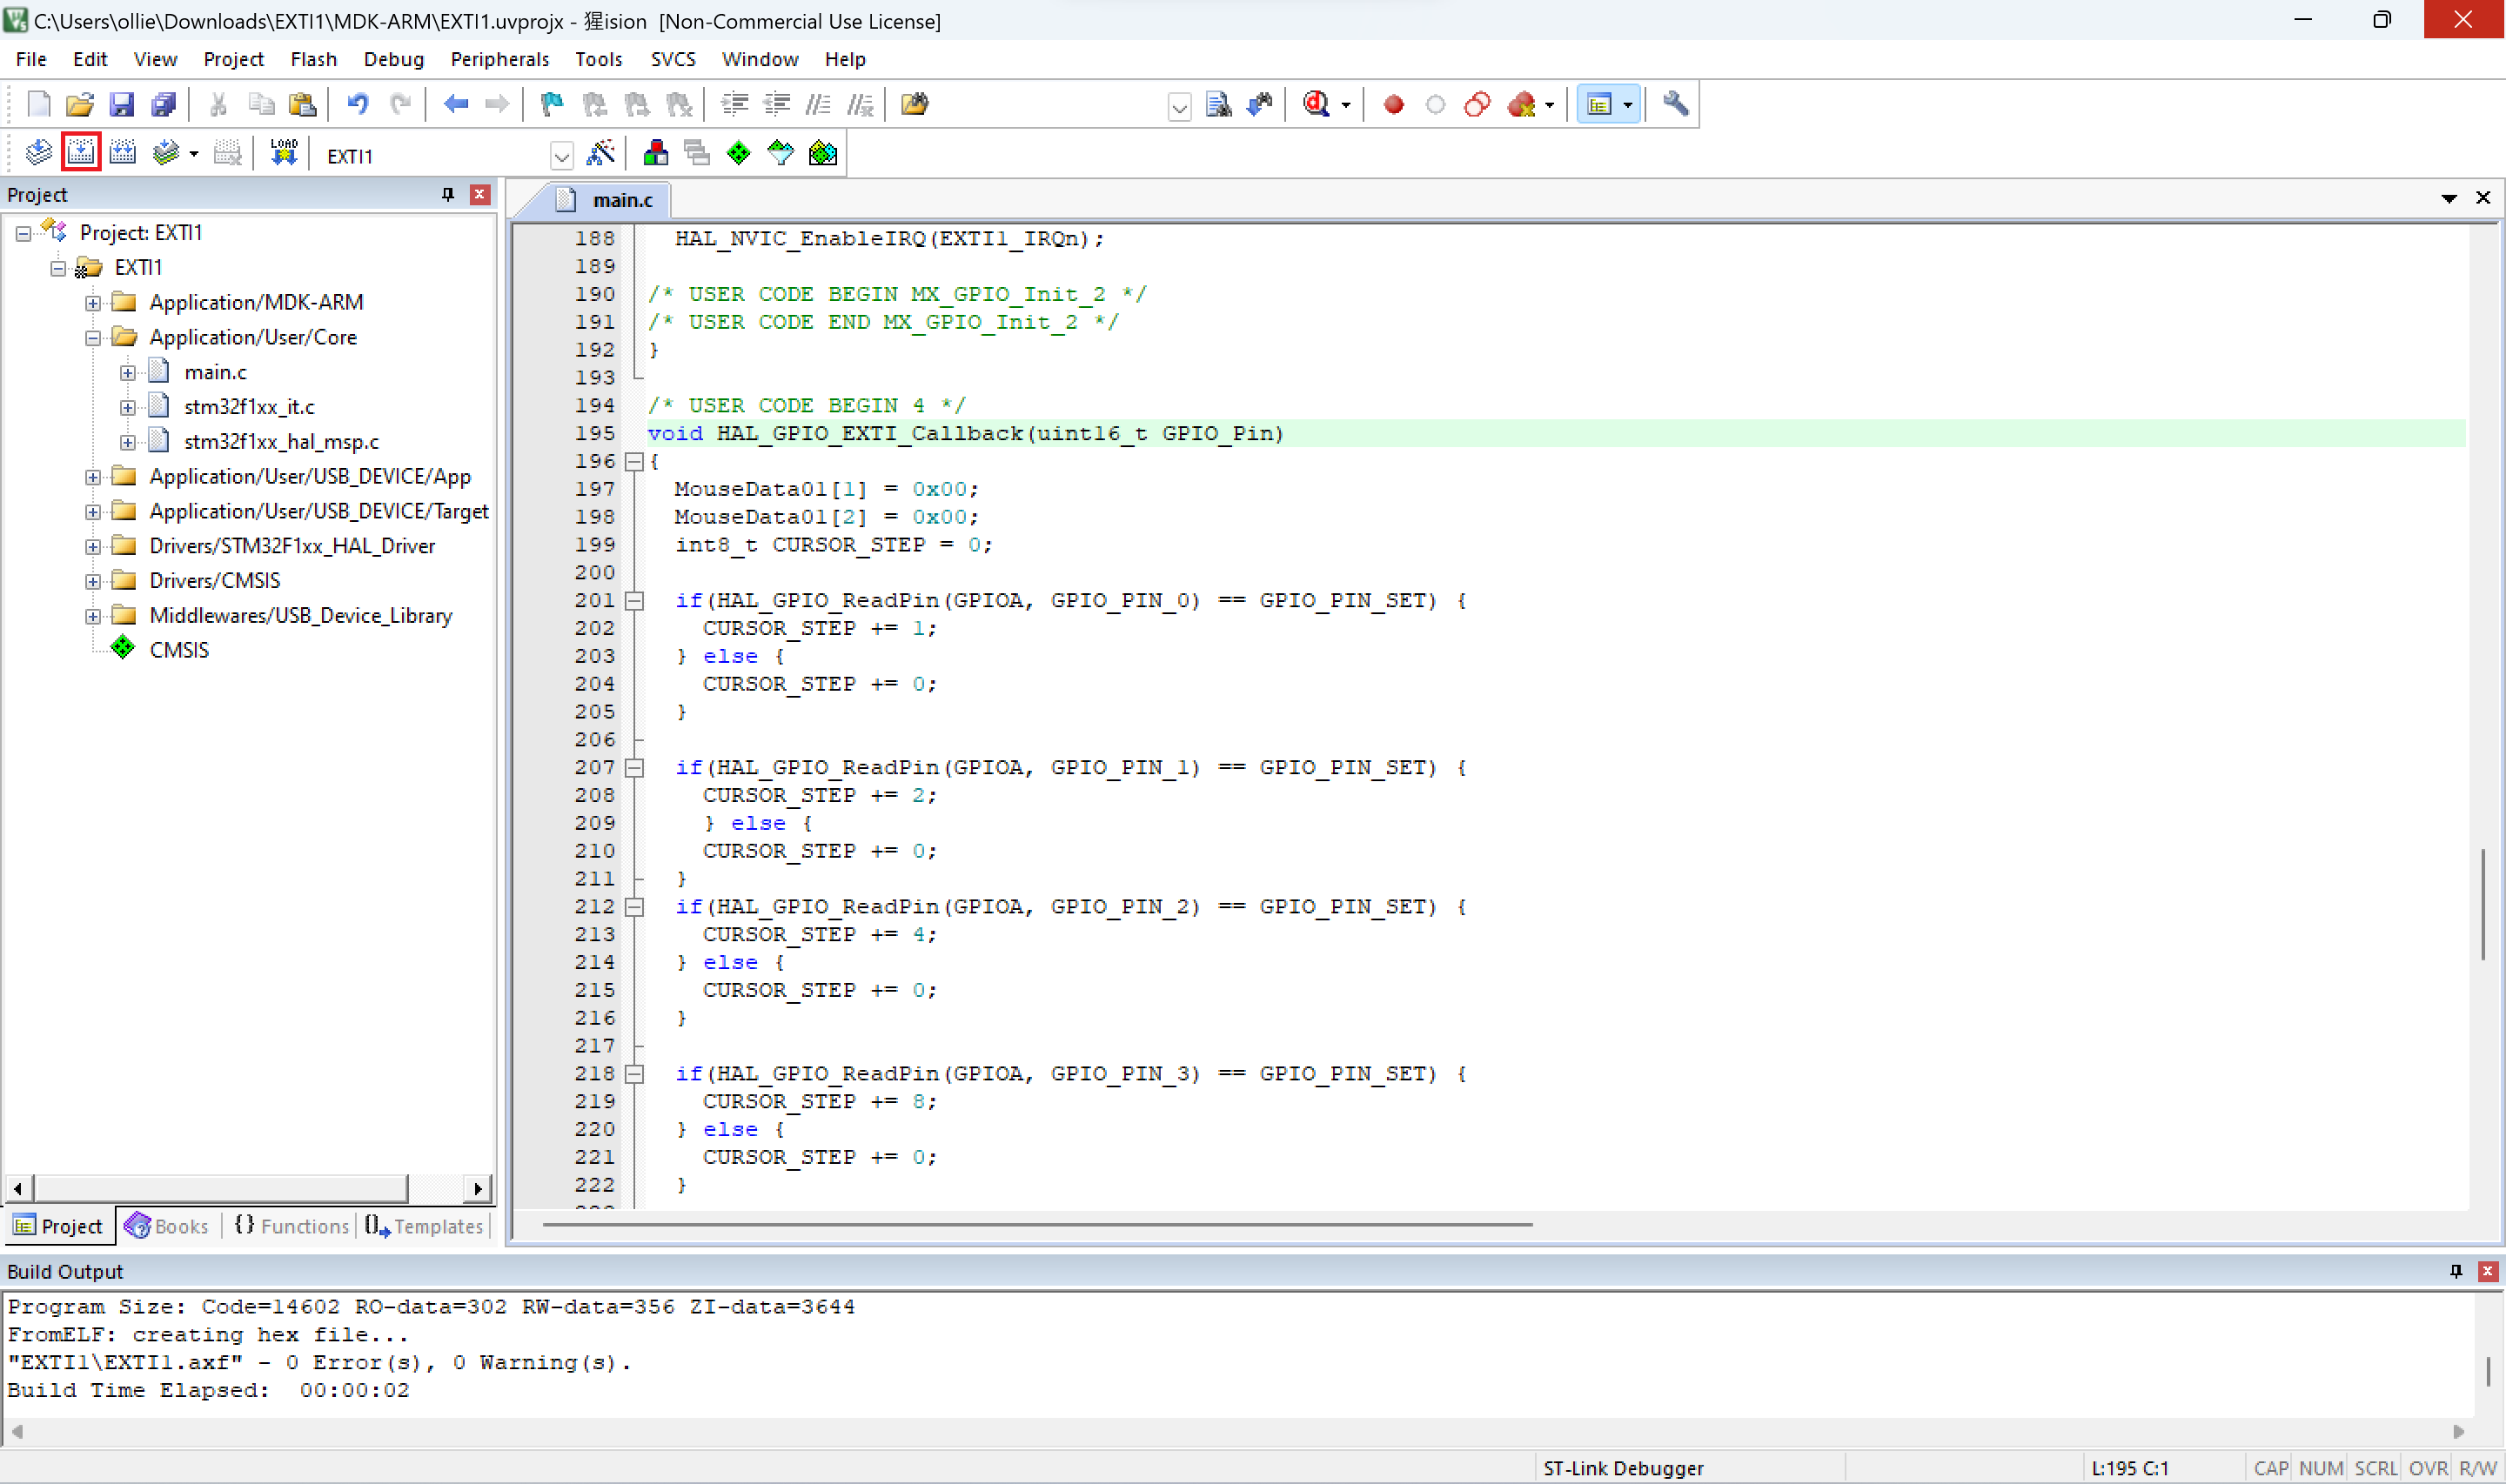 C:\Users\ollie\Downloads\EXTI1\MDK-ARM\EXTI1.uvprojx - 猩ision [Non-Commercial Use License]
File Edit View Project Flash Debug Peripherals Tools SVCS Window Help
LOAD EXTI1
Project
main.c
Project: EXTI1
EXTI1
Application/MDK-ARM
Application/User/Core
main.c
stm32f1xx_it.c
stm32f1xx_hal_msp.c
Application/User/USB_DEVICE/App
Application/User/USB_DEVICE/Target
Drivers/STM32F1xx_HAL_Driver
Drivers/CMSIS
Middlewares/USB_Device_Library
CMSIS
Project Books {} Functions Templates
188 HAL_NVIC_EnableIRQ(EXTI1_IRQn);
189
190 /* USER CODE BEGIN MX_GPIO_Init_2 */
191 /* USER CODE END MX_GPIO_Init_2 */
192 }
193
194 /* USER CODE BEGIN 4 */
195 void HAL_GPIO_EXTI_Callback(uint16_t GPIO_Pin)
196 {
197 MouseData01[1] = 0x00;
198 MouseData01[2] = 0x00;
199 int8_t CURSOR_STEP = 0;
200
201 if(HAL_GPIO_ReadPin(GPIOA, GPIO_PIN_0) == GPIO_PIN_SET) {
202 CURSOR_STEP += 1;
203 } else {
204 CURSOR_STEP += 0;
205 }
206
207 if(HAL_GPIO_ReadPin(GPIOA, GPIO_PIN_1) == GPIO_PIN_SET) {
208 CURSOR_STEP += 2;
209 } else {
210 CURSOR_STEP += 0;
211 }
212 if(HAL_GPIO_ReadPin(GPIOA, GPIO_PIN_2) == GPIO_PIN_SET) {
213 CURSOR_STEP += 4;
214 } else {
215 CURSOR_STEP += 0;
216 }
217
218 if(HAL_GPIO_ReadPin(GPIOA, GPIO_PIN_3) == GPIO_PIN_SET) {
219 CURSOR_STEP += 8;
220 } else {
221 CURSOR_STEP += 0;
222 }
Build Output
Program Size: Code=14602 RO-data=302 RW-data=356 ZI-data=3644
FromELF: creating hex file...
"EXTI1\EXTI1.axf" - 0 Error(s), 0 Warning(s).
Build Time Elapsed: 00:00:02
ST-Link Debugger L:195 C:1 CAP NUM SCRL OVR R/W